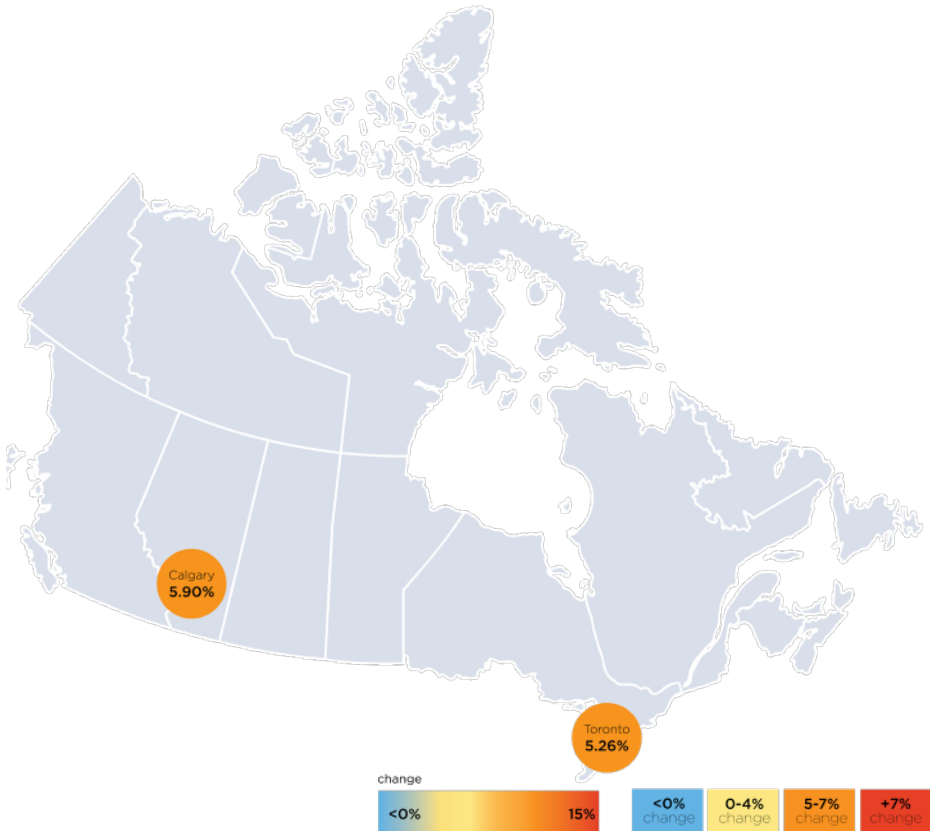 Calgary
5.90%
Toronto
5.26%
change
<0%
15%
<0%
change
0-4%
change
5-7%
change
+7%
change